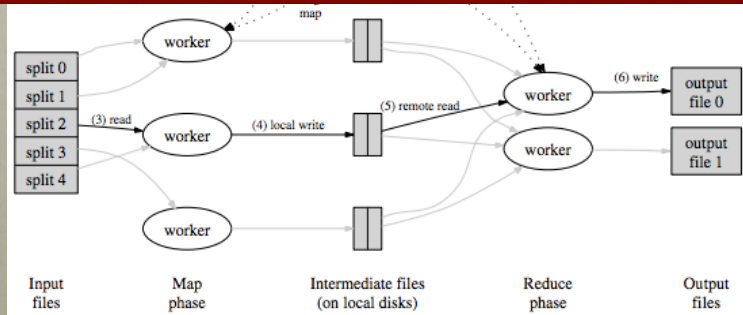 map
worker
split 0
split 1
split 2
split 3
split 4
(3) read
worker
(4) local write
(5) remote read
worker
(6) write
output
file 0
worker
output
file 1
worker
Input
files
Map
phase
Intermediate files
(on local disks)
Reduce
phase
Output
files